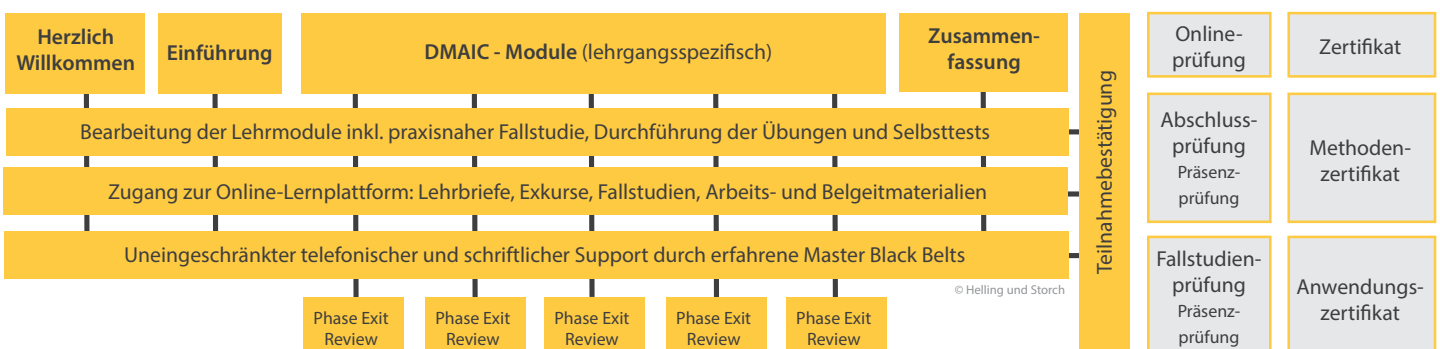 Herzlich
Willkommen
Einführung
DMAIC - Module (lehrgangsspezifisch)
Zusammen-
fassung
Bearbeitung der Lehrmodule inkl. praxisnaher Fallstudie, Durchführung der Übungen und Selbsttests
Zugang zur Online-Lernplattform: Lehrbriefe, Exkurse, Fallstudien, Arbeits- und Belgeitmaterialien
Uneingeschränkter telefonischer und schriftlicher Support durch erfahrene Master Black Belts
© Helling und Storch
Phase Exit
Review
Phase Exit
Review
Phase Exit
Review
Phase Exit
Review
Phase Exit
Review
Teilnahmebestätigung
Online-
prüfung
Zertifikat
Abschluss-
prüfung
Präsenz-
prüfung
Methoden-
zertifikat
Fallstudien-
prüfung
Präsenz-
prüfung
Anwendungs-
zertifikat